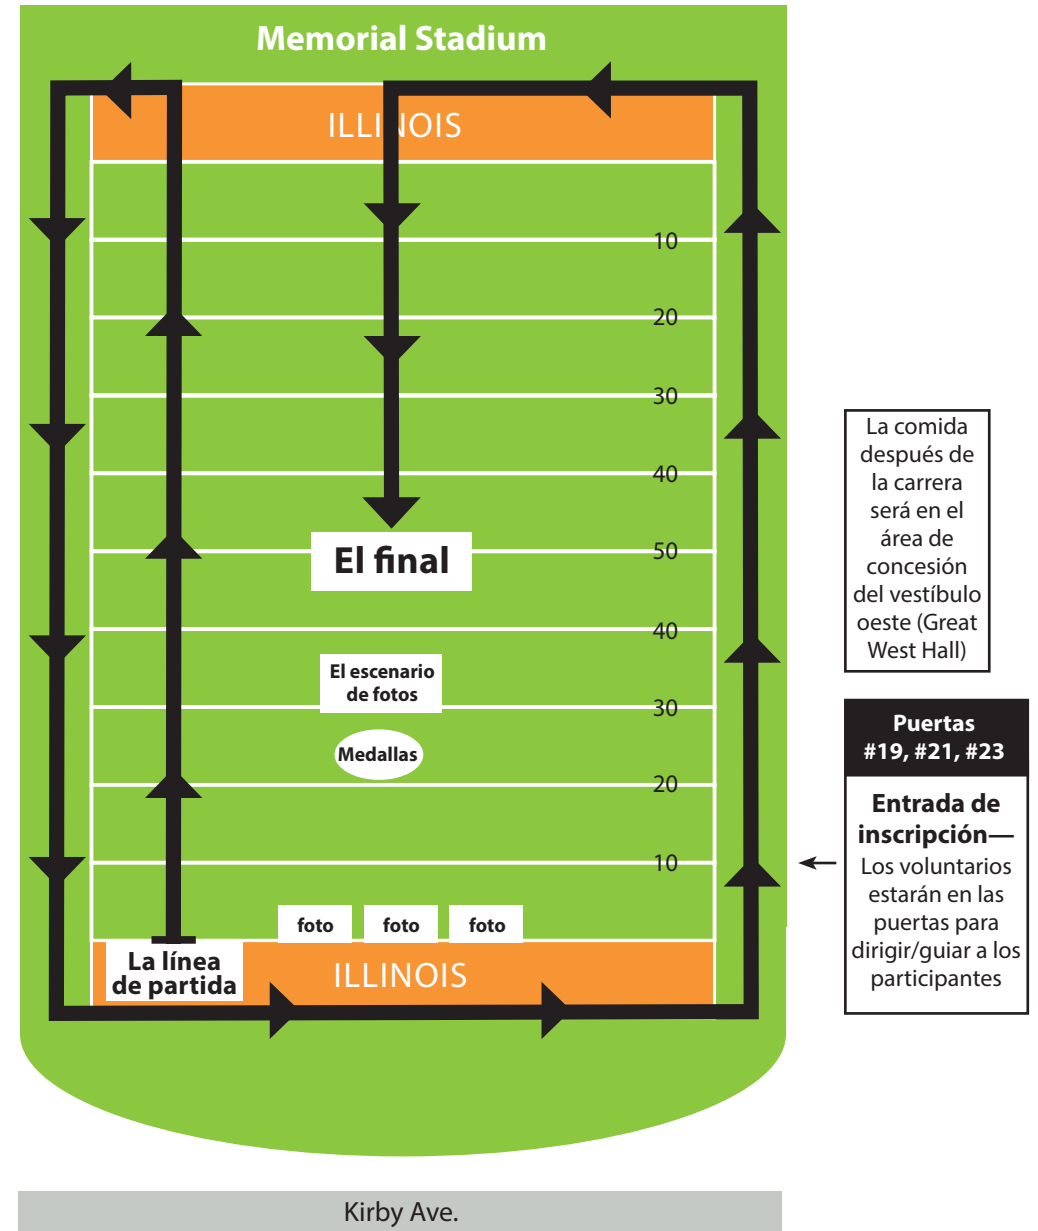 Memorial Stadium
ILLINOIS
10
20
30
40
50
40
30
20
10
El final
El escenario
de fotos
Medallas
foto
foto
foto
La línea
de partida
ILLINOIS
La comida
después de
la carrera
será en el
área de
concesión
del vestíbulo
oeste (Great
West Hall)
Puertas
#19, #21, #23
Entrada de
inscripción—
Los voluntarios
estarán en las
puertas para
dirigir/guiar a los
participantes
Kirby Ave.